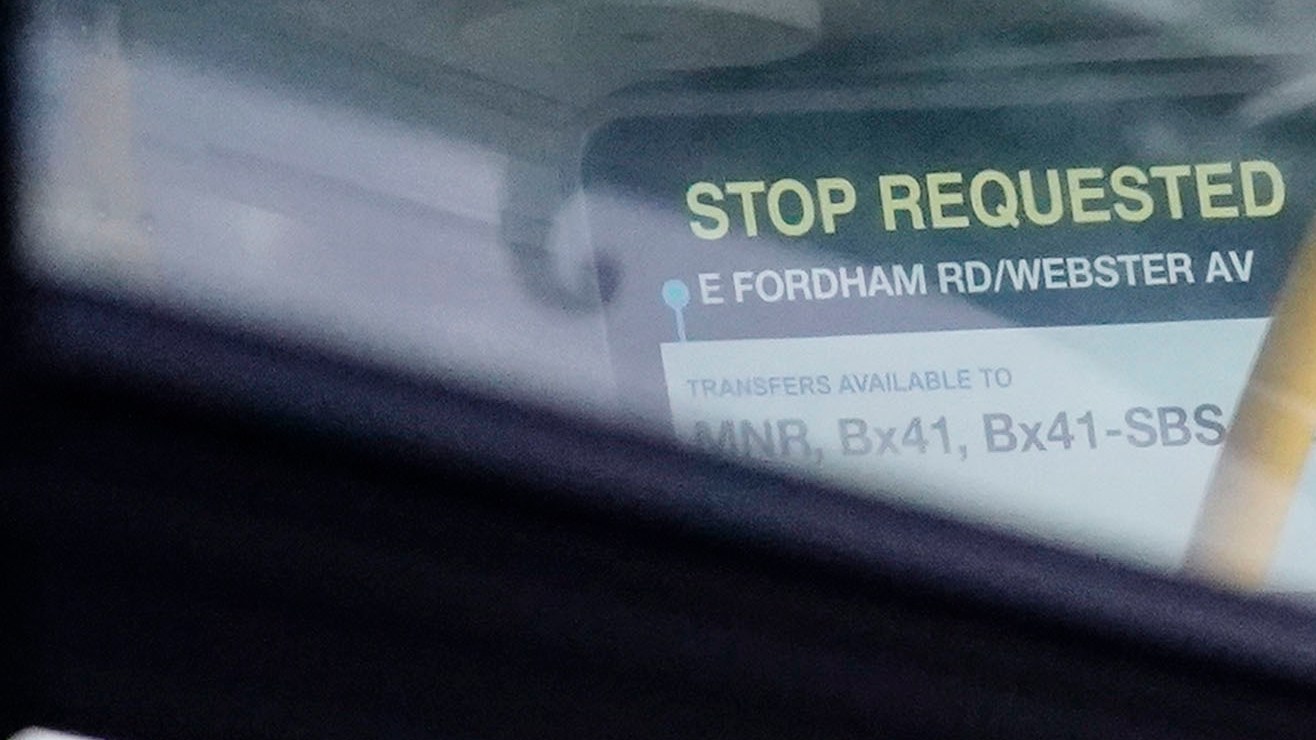 STOP REQUESTED
E FORDHAM RD/WEBSTER AV
TRANSFERS AVAILABLE TO
MNR, Bx41, Bx41-SBS